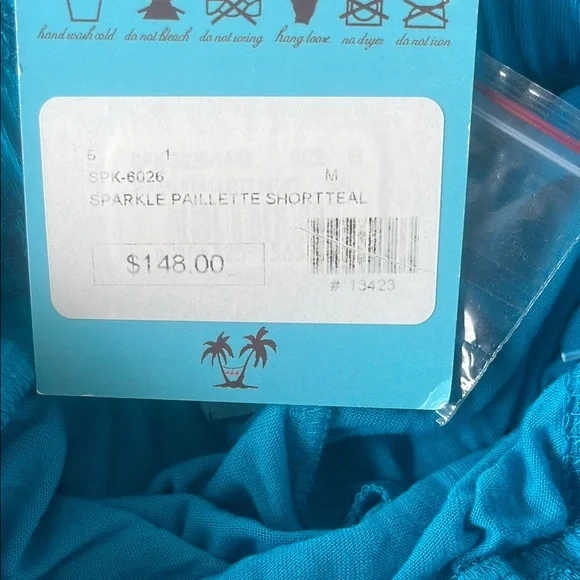 hand wash cold do not bleach do not wring hang loose no dryer do not iron
6 1
SPK-6026 M
SPARKLE PAILLETTE SHORTTEAL
$148.00
# 13423